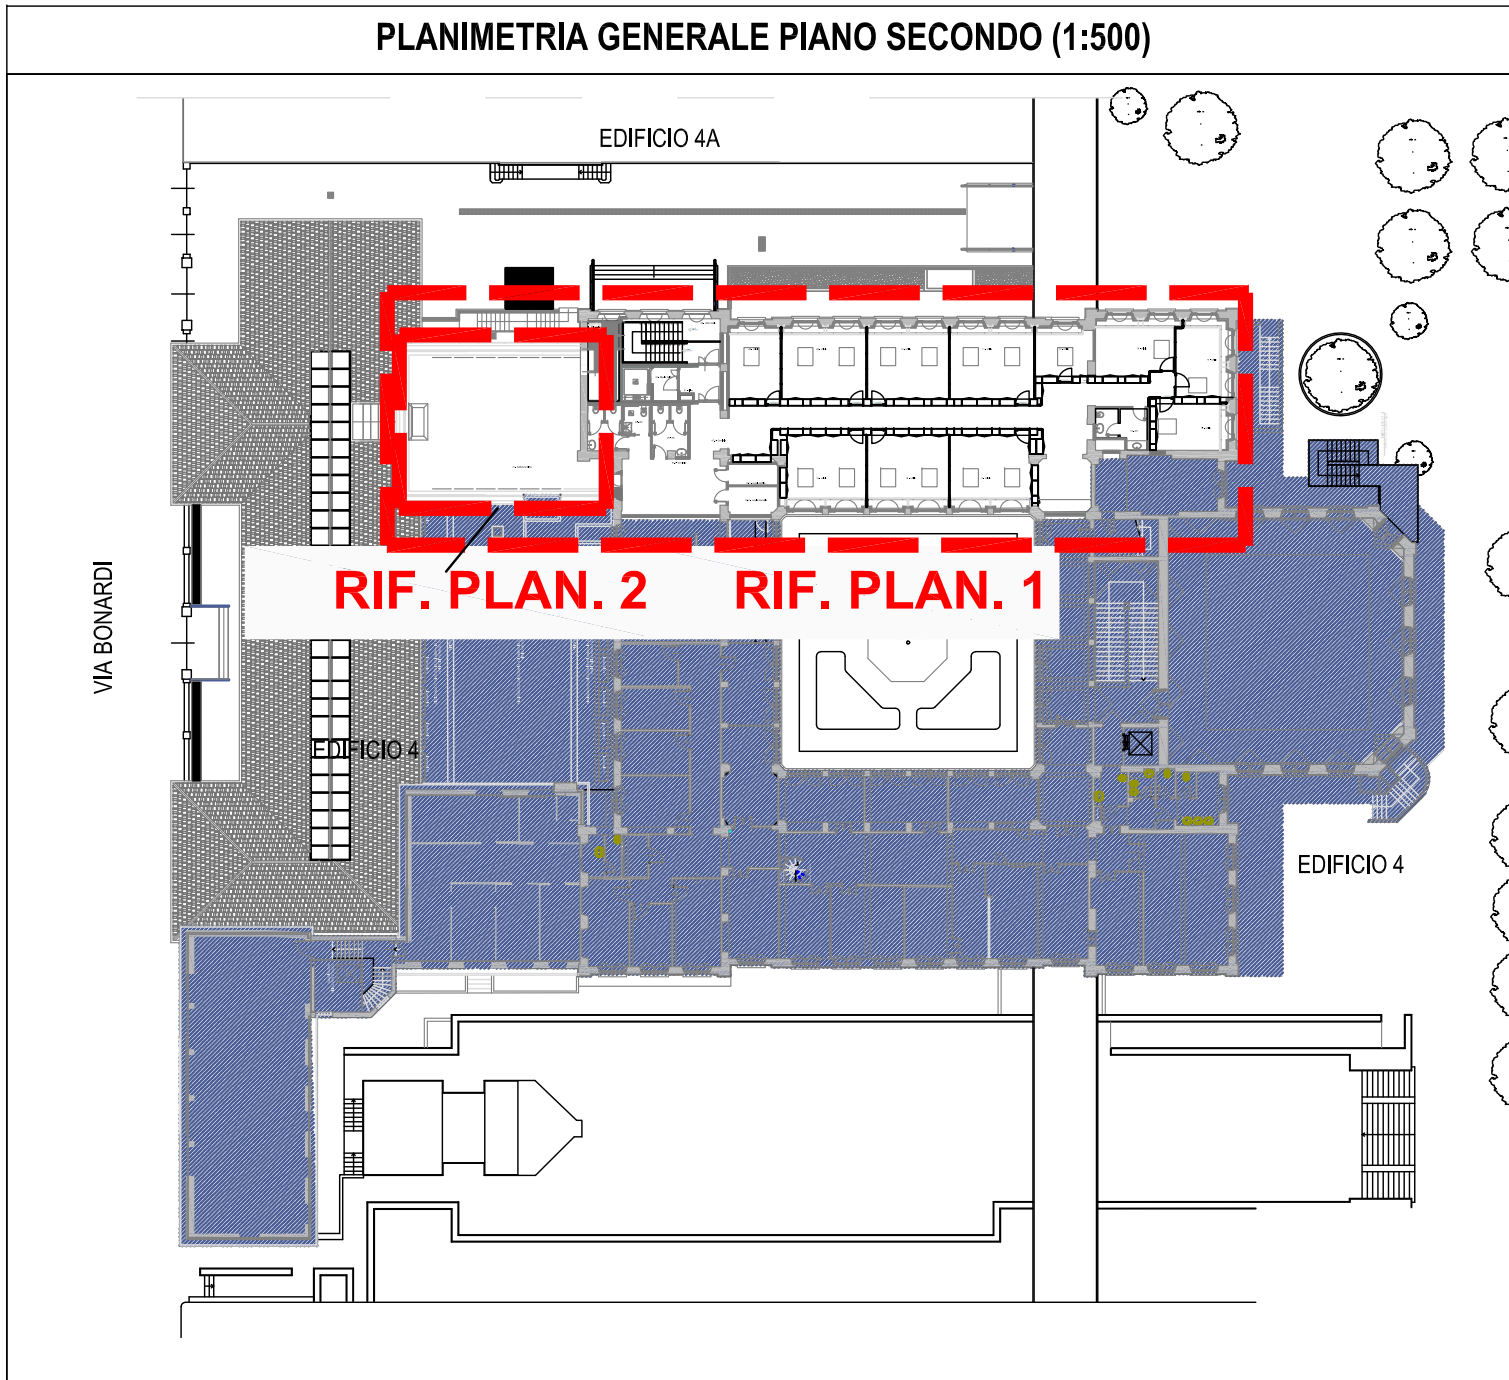 PLANIMETRIA GENERALE PIANO SECONDO (1:500)
EDIFICIO 4A
RIF. PLAN. 2
RIF. PLAN. 1
VIA BONARDI
EDIFICIO 4
EDIFICIO 4